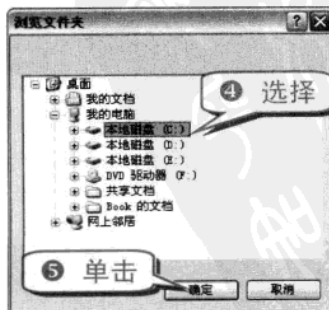 浏览文件夹
桌面
我的文档
我的电脑
本地磁盘 (C:)
❹ 选择
本地磁盘 (D:)
本地磁盘 (E:)
DVD 驱动器 (F:)
共享文档
Book 的文档
网上邻居
❺ 单击
确定
取消